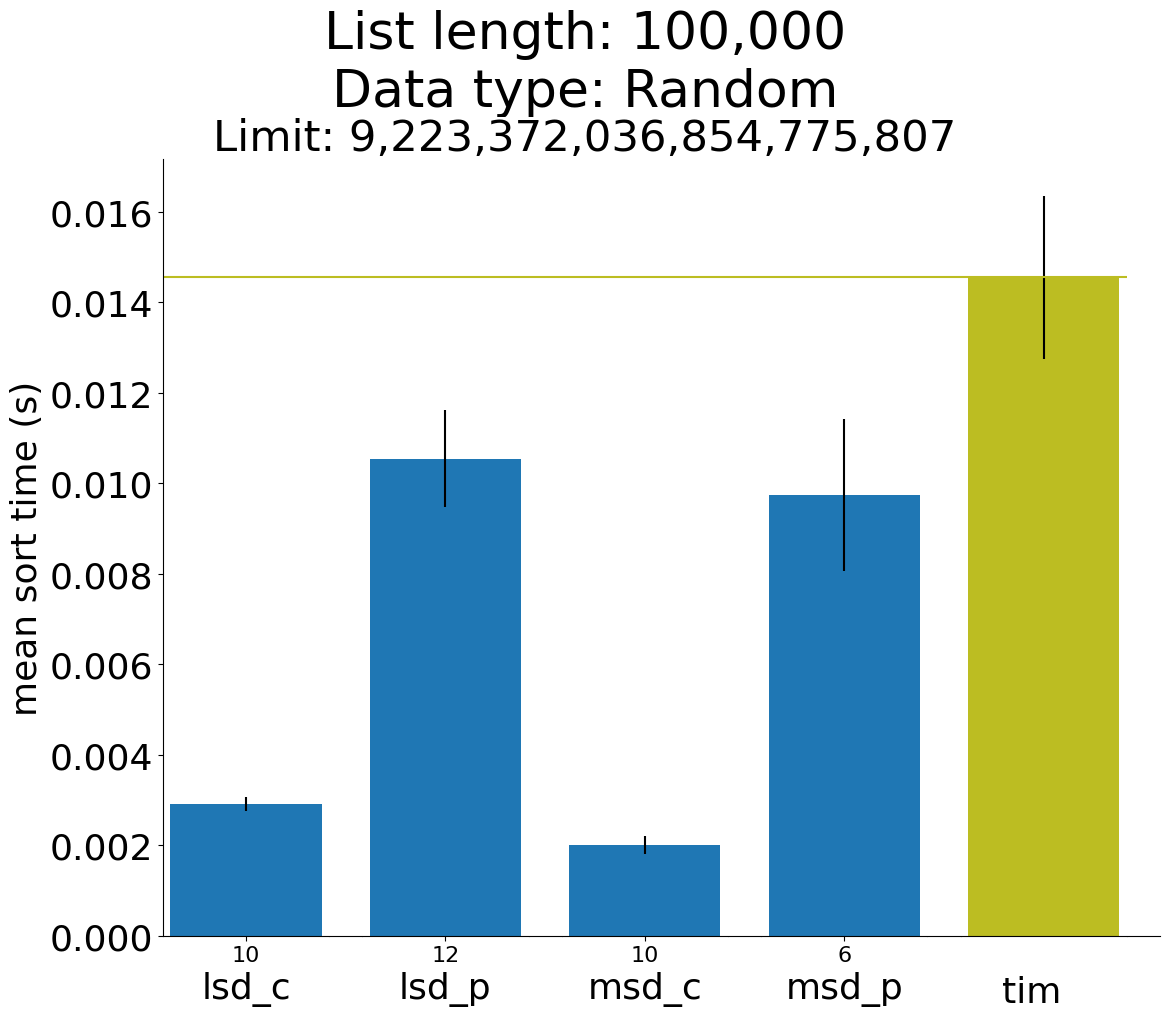 List length: 100,000
Data type: Random
Limit: 9,223,372,036,854,775,807
mean sort time (s)
0.016
0.014
0.012
0.010
0.008
0.006
0.004
0.002
0.000
10 12 10 6
lsd_c lsd_p msd_c msd_p tim